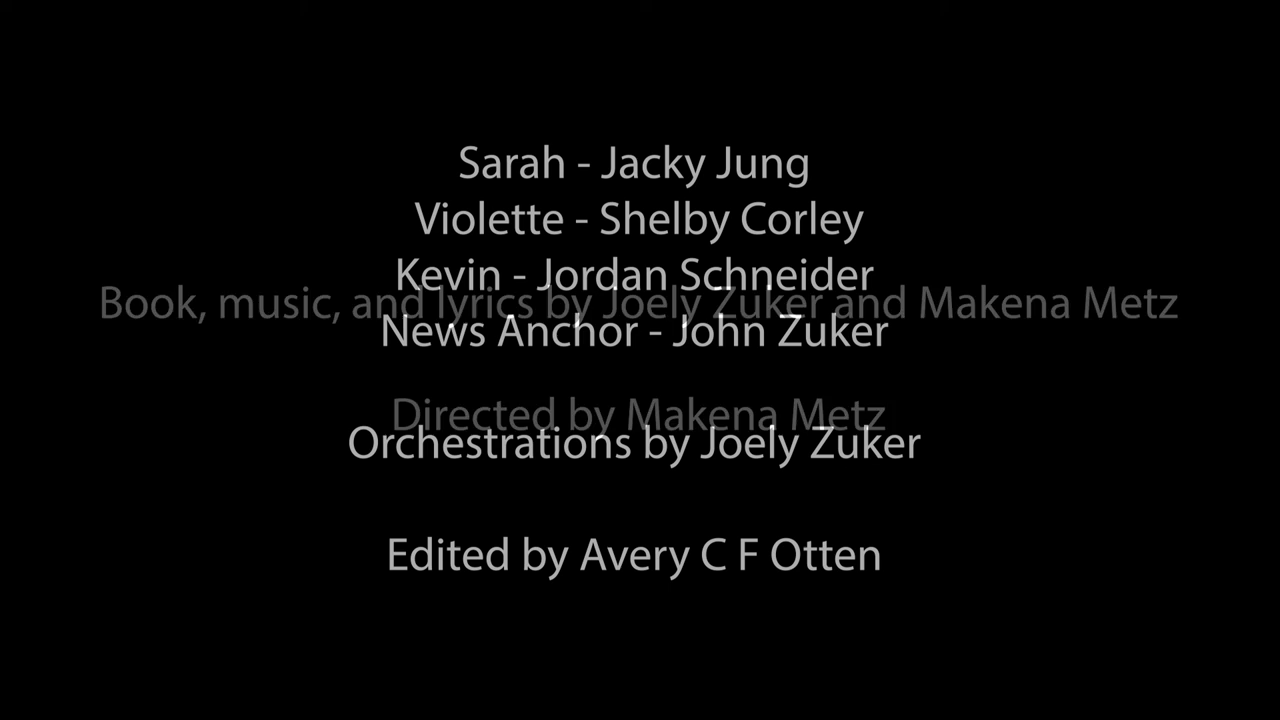 Sarah - Jacky Jung
Violette - Shelby Corley
Kevin - Jordan Schneider
Book, music, and lyrics by Joely Zuker and Makena Metz
News Anchor - John Zuker
Directed by Makena Metz
Orchestrations by Joely Zuker
Edited by Avery C F Otten